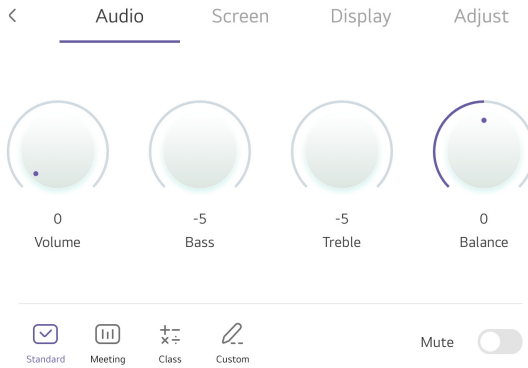 Audio Screen Display Adjust
0 -5 -5 0
Volume Bass Treble Balance
Mute
Standard Meeting Class Custom